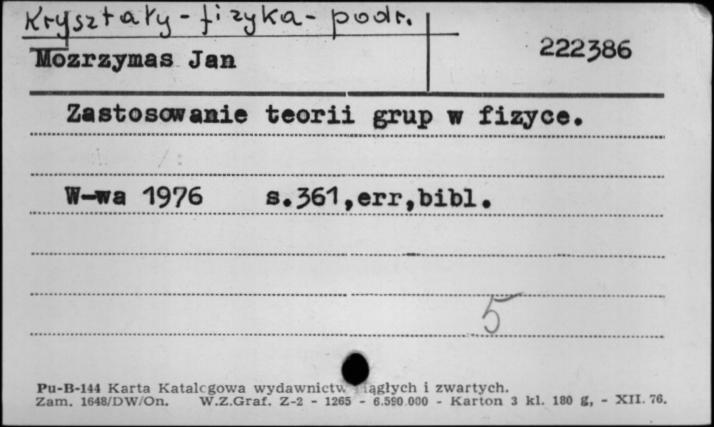 Kryształy - fizyka - podr.
Mozrzymas Jan 222386
Zastosowanie teorii grup w fizyce.
W-wa 1976 s.361,err,bibl.
5
Pu-B-144 Karta Katalogowa wydawnictw ciągłych i zwartych.
Zam. 1648/DW/On. W.Z.Graf. Z-2 - 1265 - 6.590.000 - Karton 3 kl. 180 g, - XII. 76.